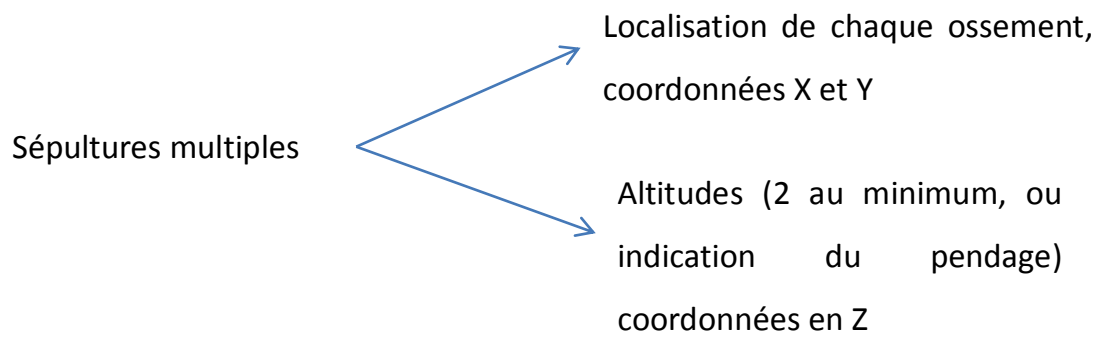 Sépultures multiples
Localisation de chaque ossement,
coordonnées X et Y
Altitudes (2 au minimum, ou
indication du pendage)
coordonnées en Z